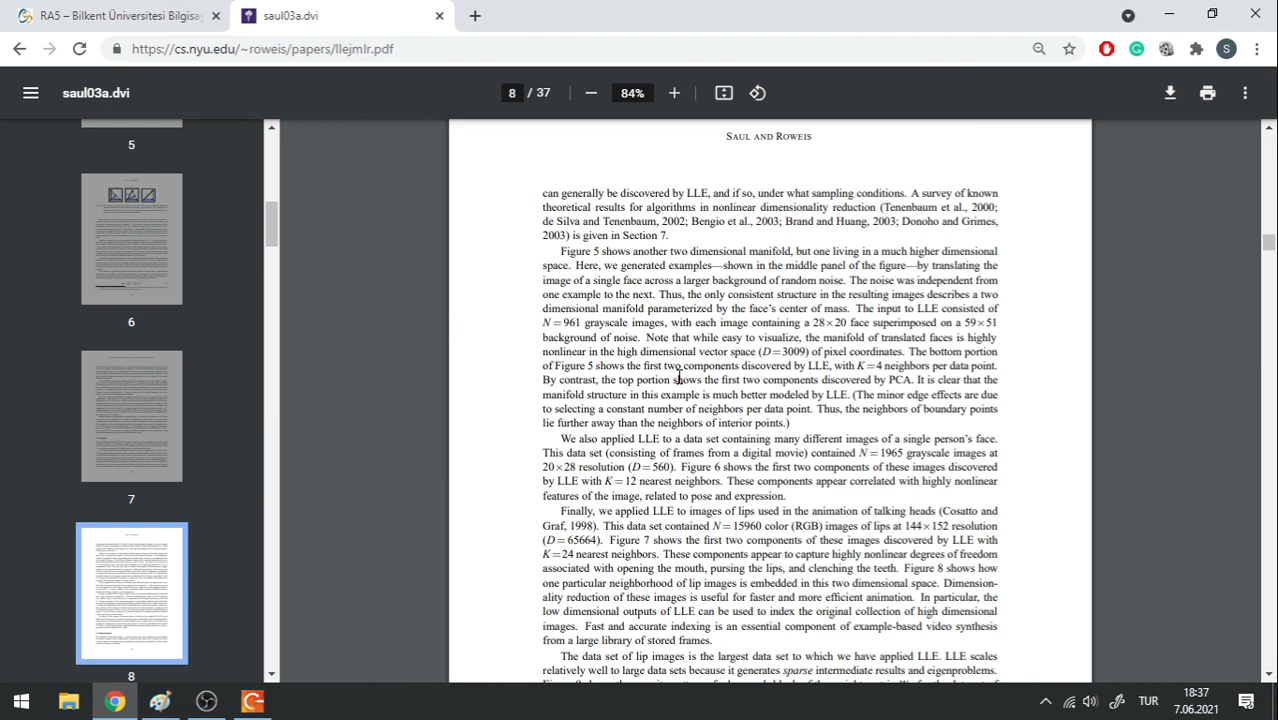 RA5 - Bilkent Üniversitesi Bilgisay
saul03a.dvi
https://cs.nyu.edu/~roweis/papers/llejmlr.pdf
S
saul03a.dvi
8 / 37
84%
5
6
7
8
SAUL AND ROWEIS
can generally be discovered by LLE, and if so, under what sampling conditions. A survey of known
theoretical results for algorithms in nonlinear dimensionality reduction (Tenenbaum et al., 2000;
de Silva and Tenenbaum, 2002; Bengio et al., 2003; Brand and Huang, 2003; Donoho and Grimes,
2003) is given in Section 7.
Figure 5 shows another two dimensional manifold, but one living in a much higher dimensional
space. Here, we generated examples—shown in the middle panel of the figure—by translating the
image of a single face across a larger background of random noise. The noise was independent from
one example to the next. Thus, the only consistent structure in the resulting images describes a two
dimensional manifold parameterized by the face's center of mass. The input to LLE consisted of
N=961 grayscale images, with each image containing a 28×20 face superimposed on a 59×51
background of noise. Note that while easy to visualize, the manifold of translated faces is highly
nonlinear in the high dimensional vector space (D=3009) of pixel coordinates. The bottom portion
of Figure 5 shows the first two components discovered by LLE, with K=4 neighbors per data point.
By contrast, the top portion shows the first two components discovered by PCA. It is clear that the
manifold structure in this example is much better modeled by LLE. (The minor edge effects are due
to selecting a constant number of neighbors per data point. Thus, the neighbors of boundary points
lie further away than the neighbors of interior points.)
We also applied LLE to a data set containing many different images of a single person's face.
This data set (consisting of frames from a digital movie) contained N=1965 grayscale images at
20×28 resolution (D=560). Figure 6 shows the first two components of these images discovered
by LLE with K=12 nearest neighbors. These components appear correlated with highly nonlinear
features of the image, related to pose and expression.
Finally, we applied LLE to images of lips used in the animation of talking heads (Cosatto and
Graf, 1998). This data set contained N=15960 color (RGB) images of lips at 144×152 resolution
(D=65664). Figure 7 shows the first two components of these images discovered by LLE with
=24 nearest neighbors. These components appear to capture highly nonlinear degrees of freedom
associated with opening the mouth, pursing the lips, and clenching the teeth. Figure 8 shows how
one particular neighborhood of lip images is embedded in this two dimensional space. Dimension-
ality reduction of these images is useful for faster and more efficient animation. In particular, the
low dimensional outputs of LLE can be used to index the original collection of high dimensional
images. Fast and accurate indexing is an essential component of example-based video synthesis
from a large library of stored frames.
The data set of lip images is the largest data set to which we have applied LLE. LLE scales
relatively well to large data sets because it generates sparse intermediate results and eigenproblems.
TUR
18:37
7.06.2021